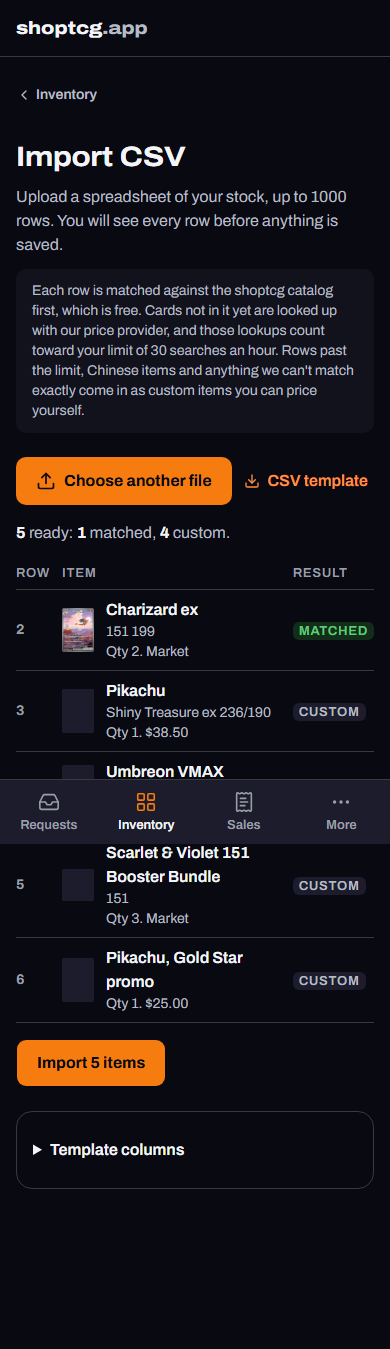 shoptcg.app
Inventory
Import CSV
Upload a spreadsheet of your stock, up to 1000
rows. You will see every row before anything is
saved.
Each row is matched against the shoptcg catalog
first, which is free. Cards not in it yet are looked up
with our price provider, and those lookups count
toward your limit of 30 searches an hour. Rows past
the limit, Chinese items and anything we can't match
exactly come in as custom items you can price
yourself.
Choose another file
CSV template
5 ready: 1 matched, 4 custom.
ROW ITEM RESULT
2
Charizard ex
151 199
Qty 2. Market
MATCHED
3
Pikachu
Shiny Treasure ex 236/190
Qty 1. $38.50
CUSTOM
Umbreon VMAX
Requests
Inventory
Sales
More
5
Scarlet & Violet 151
Booster Bundle
151
Qty 3. Market
CUSTOM
6
Pikachu, Gold Star
promo
Qty 1. $25.00
CUSTOM
Import 5 items
Template columns